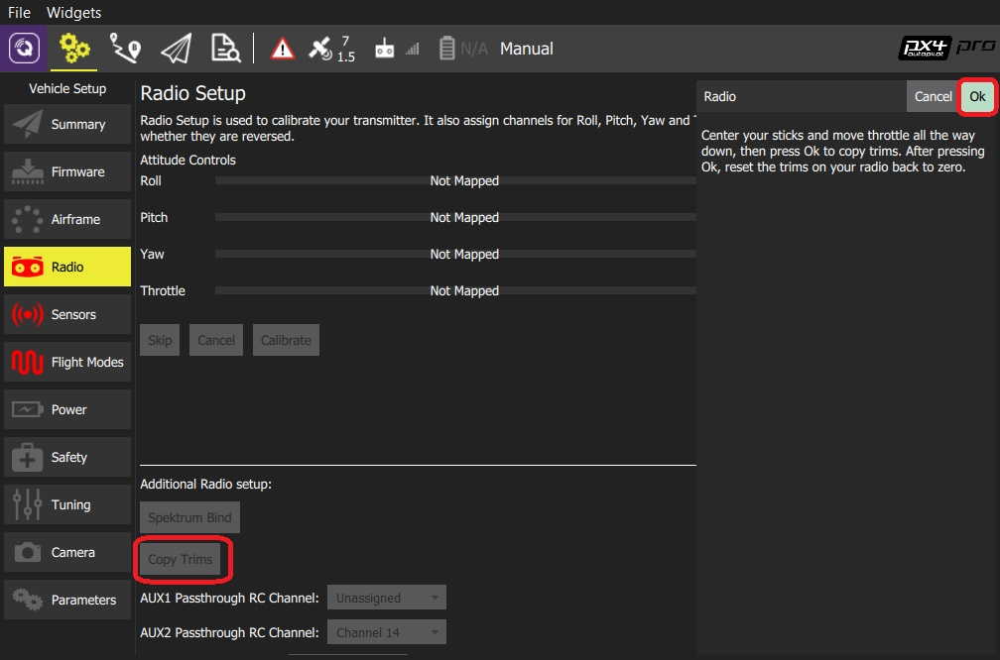 File Widgets
7
1.5
N/A Manual
px4 pro
autopilot
Vehicle Setup
Summary
Firmware
Airframe
Radio
Sensors
Flight Modes
Power
Safety
Tuning
Camera
Parameters
Radio Setup
Radio Setup is used to calibrate your transmitter. It also assign channels for Roll, Pitch, Yaw and T
whether they are reversed.
Attitude Controls
Roll Not Mapped
Pitch Not Mapped
Yaw Not Mapped
Throttle Not Mapped
Skip Cancel Calibrate
Additional Radio setup:
Spektrum Bind
Copy Trims
AUX1 Passthrough RC Channel: Unassigned
AUX2 Passthrough RC Channel: Channel 14
Radio Cancel Ok
Center your sticks and move throttle all the way
down, then press Ok to copy trims. After pressing
Ok, reset the trims on your radio back to zero.